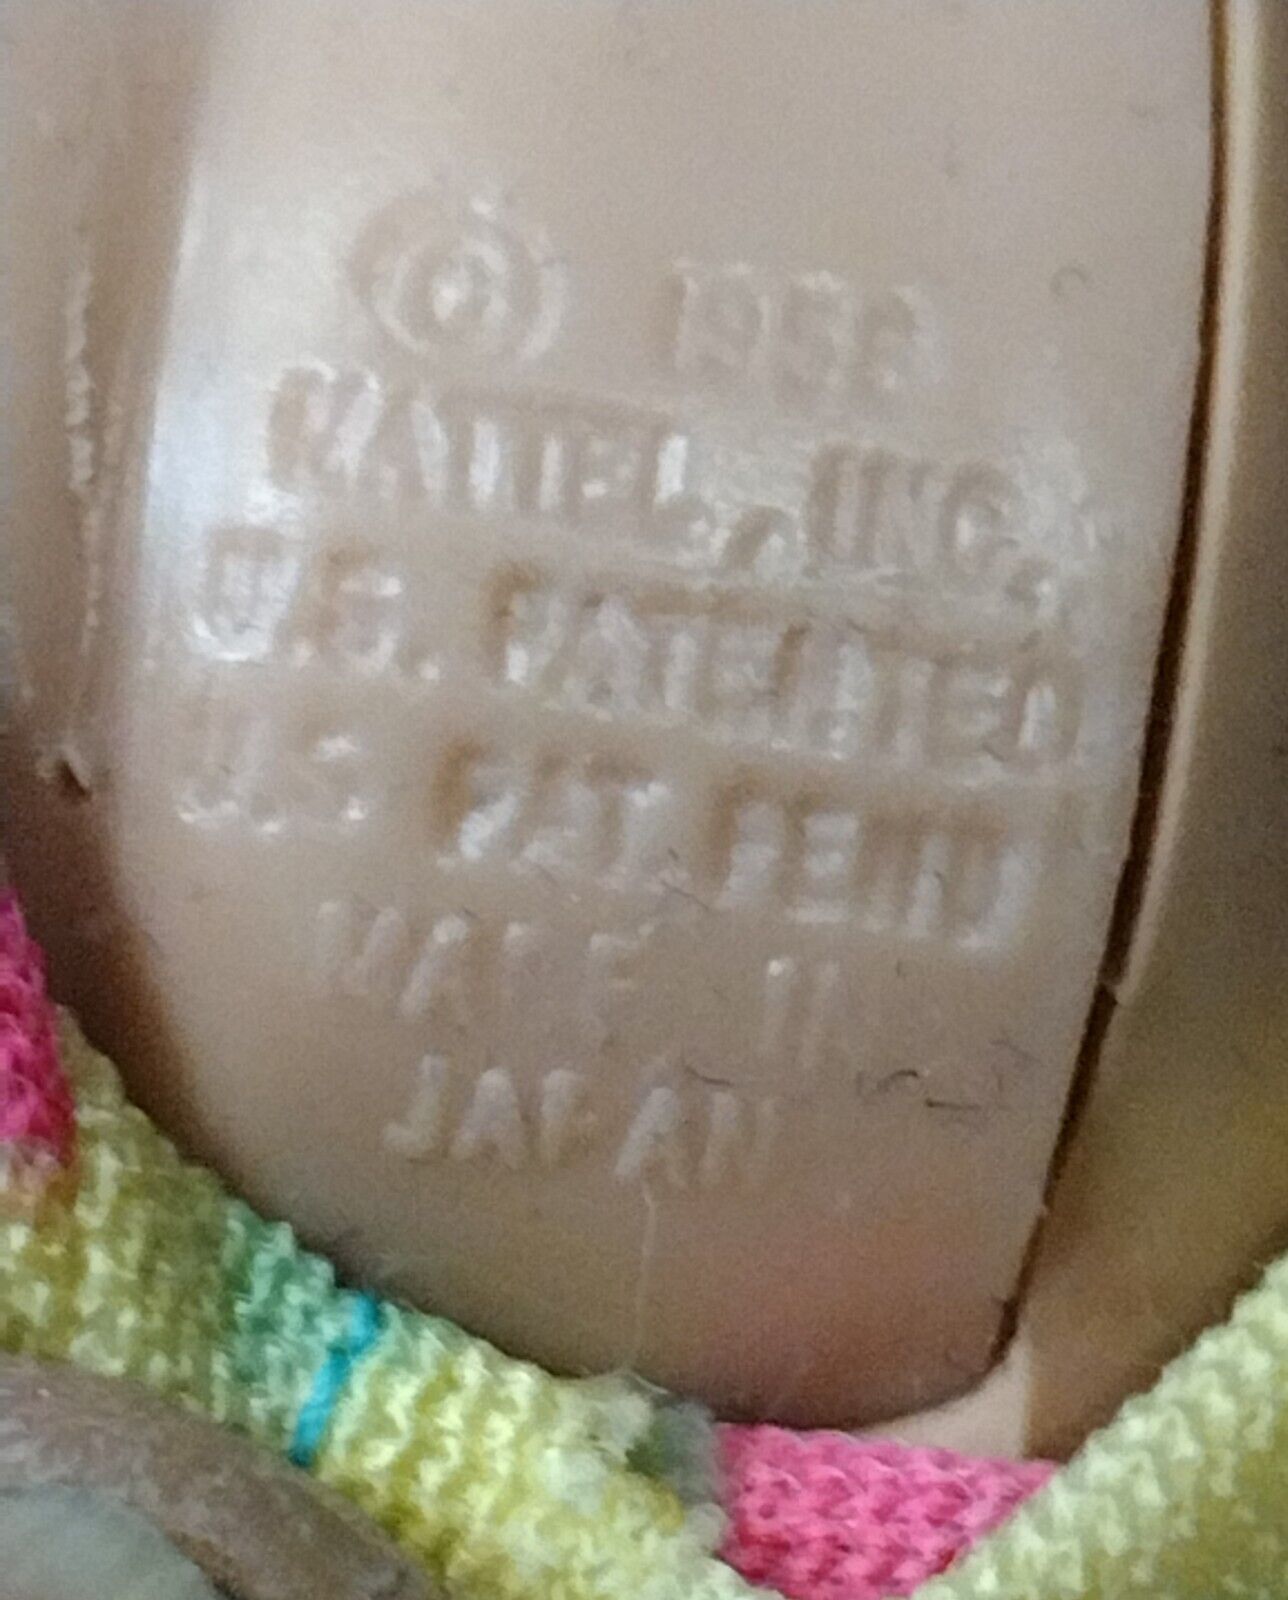 © 1966
MATTEL, INC.
U.S. PATENTED
U.S. PAT. PEND
MADE IN
JAPAN